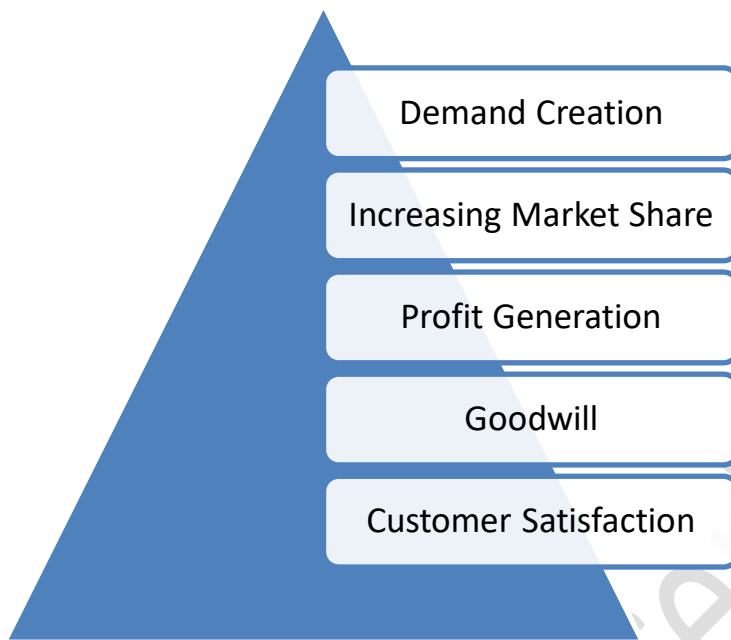 Demand Creation
Increasing Market Share
Profit Generation
Goodwill
Customer Satisfaction